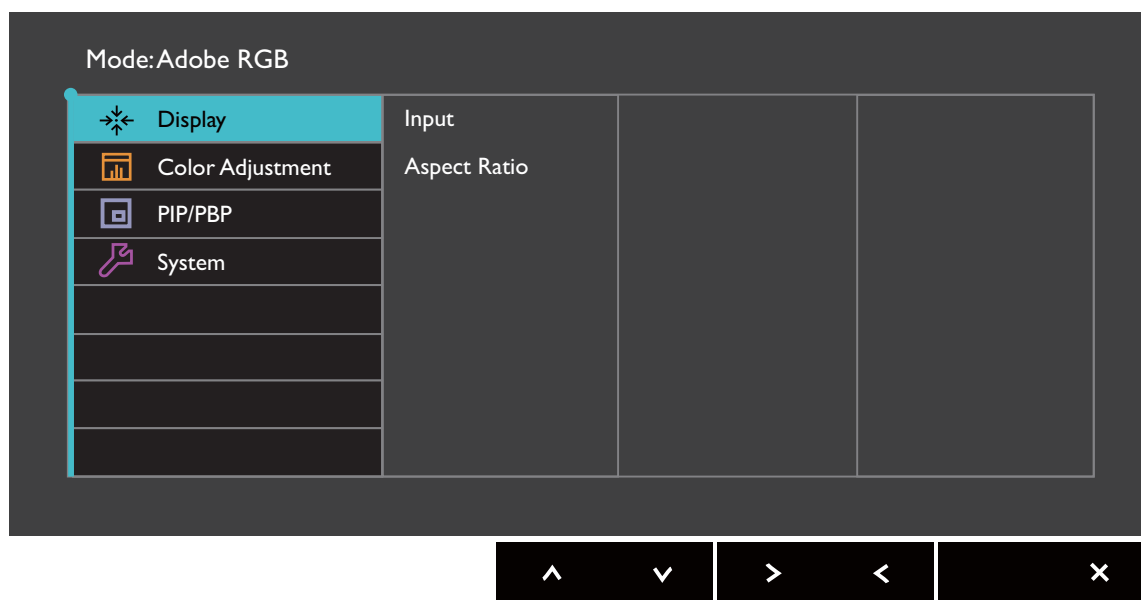 Mode: Adobe RGB
Display
Input
Color Adjustment
Aspect Ratio
PIP/PBP
System